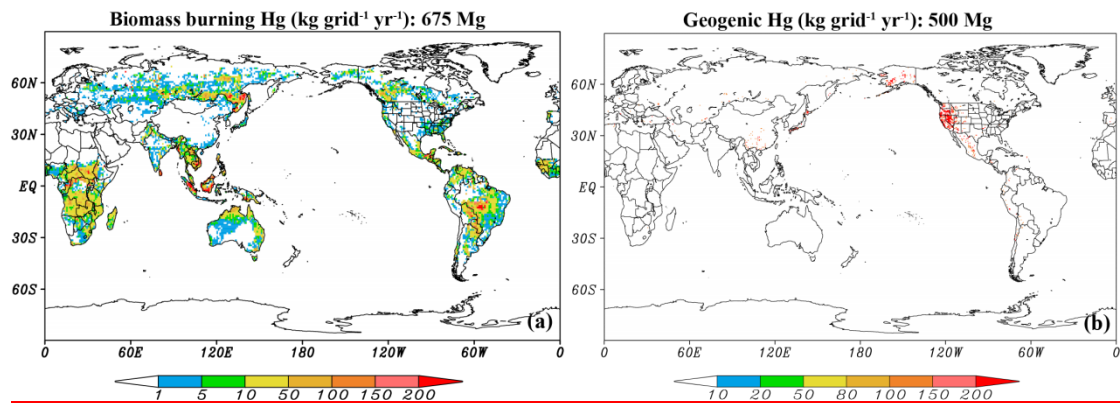 Biomass burning Hg (kg grid⁻¹ yr⁻¹): 675 Mg
60N
30N
EQ
30S
60S
(a)
0 60E 120E 180 120W 60W 0
1 5 10 50 100 150 200
Geogenic Hg (kg grid⁻¹ yr⁻¹): 500 Mg
60N
30N
EQ
30S
60S
(b)
0 60E 120E 180 120W 60W 0
10 20 50 80 100 150 200